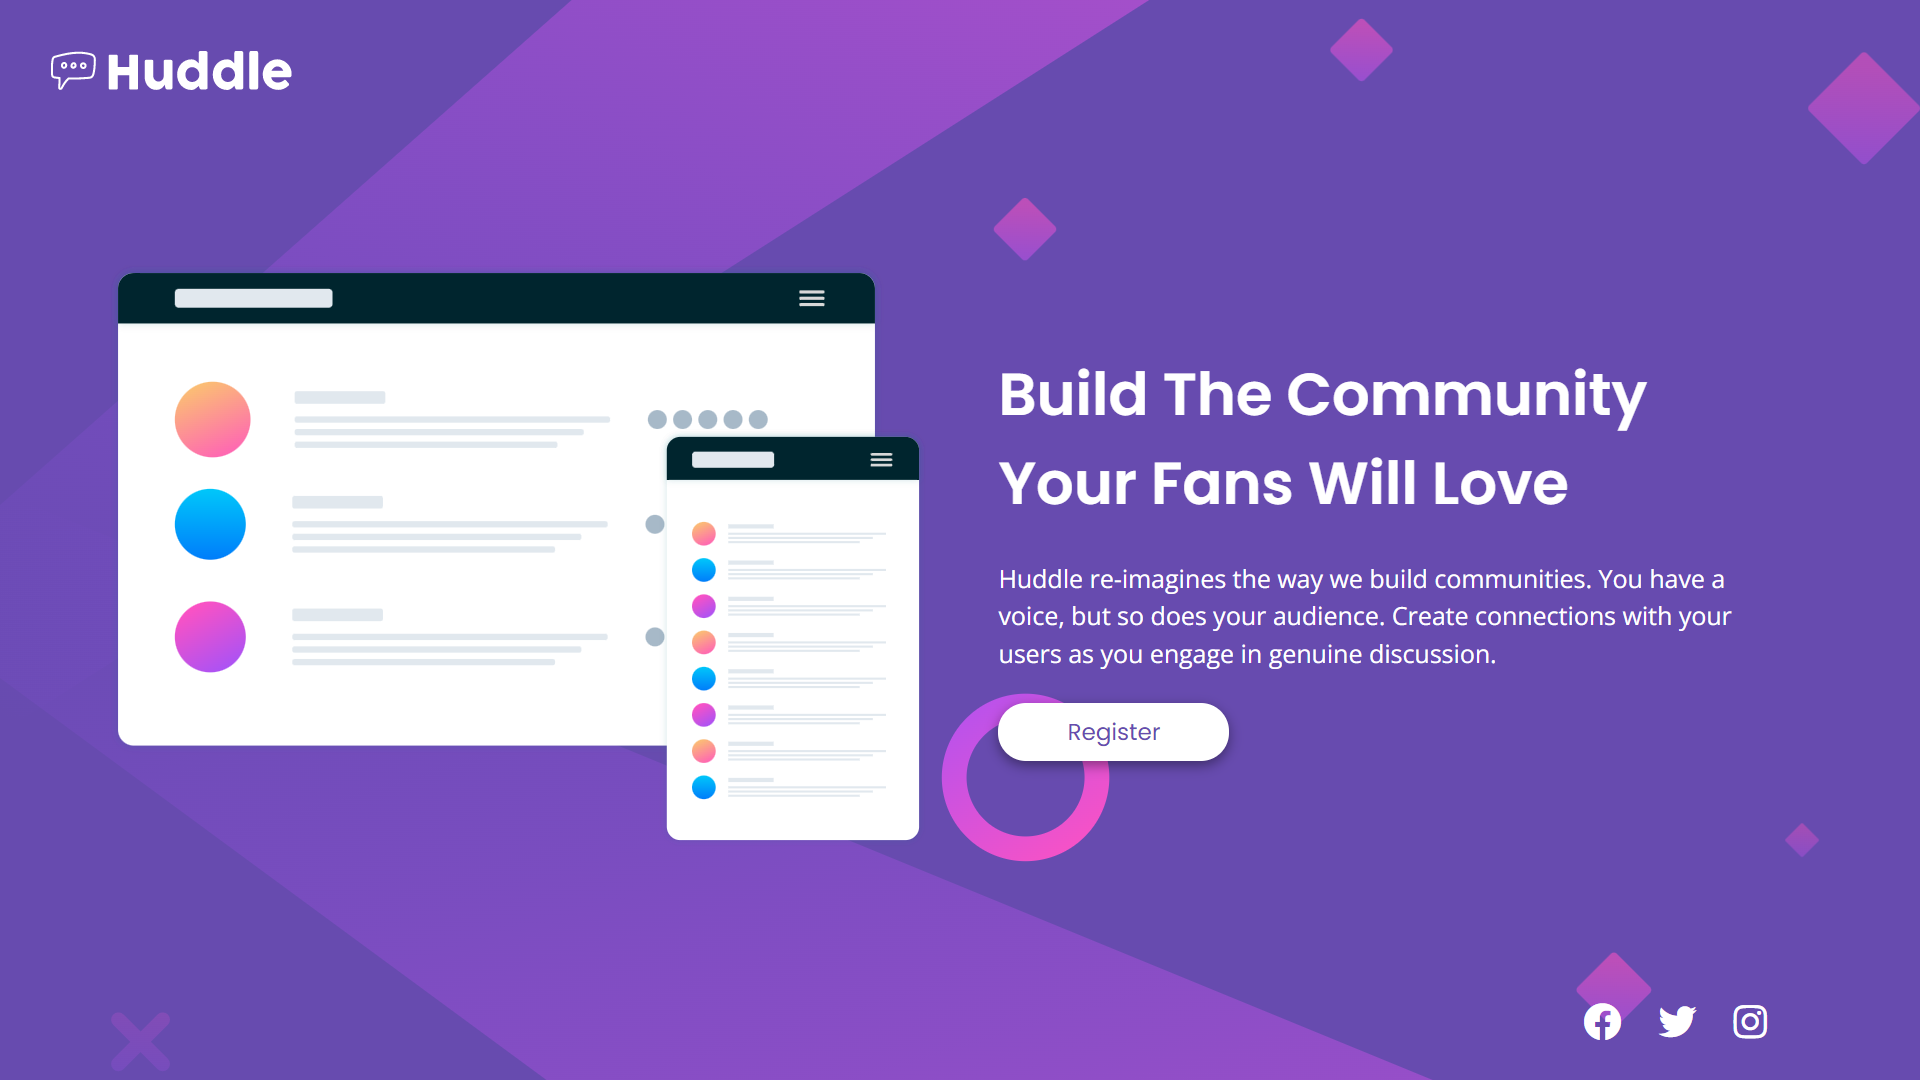 Huddle
Build The Community
Your Fans Will Love
Huddle re-imagines the way we build communities. You have a
voice, but so does your audience. Create connections with your
users as you engage in genuine discussion.
Register